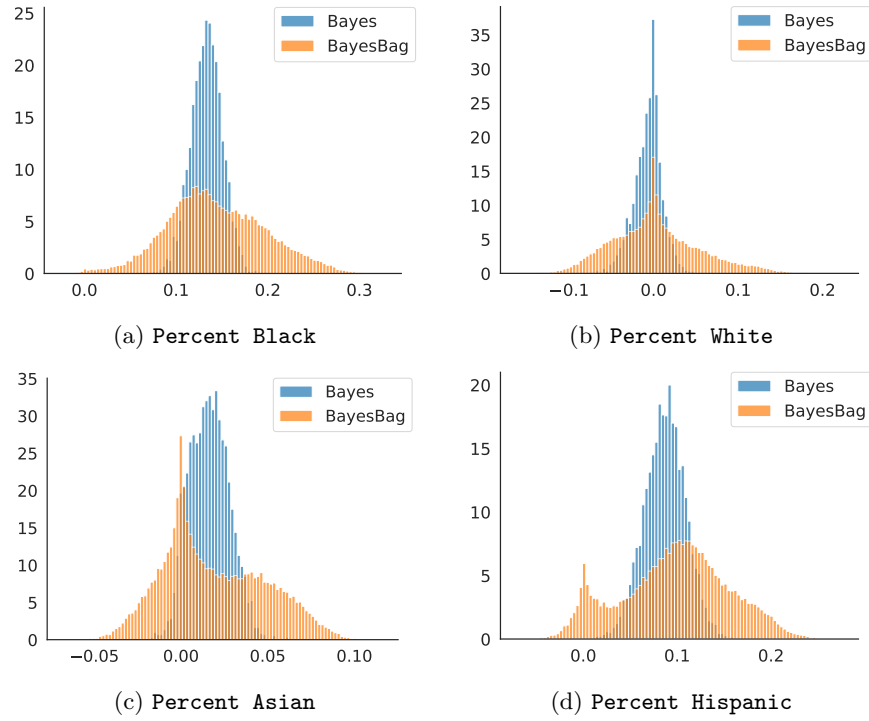 25
20
15
10
5
0
0.0 0.1 0.2 0.3
Bayes
BayesBag
(a) Percent Black
35
30
25
20
15
10
5
0
−0.1 0.0 0.1 0.2
Bayes
BayesBag
(b) Percent White
35
30
25
20
15
10
5
0
−0.05 0.00 0.05 0.10
Bayes
BayesBag
(c) Percent Asian
20
15
10
5
0
0.0 0.1 0.2
Bayes
BayesBag
(d) Percent Hispanic